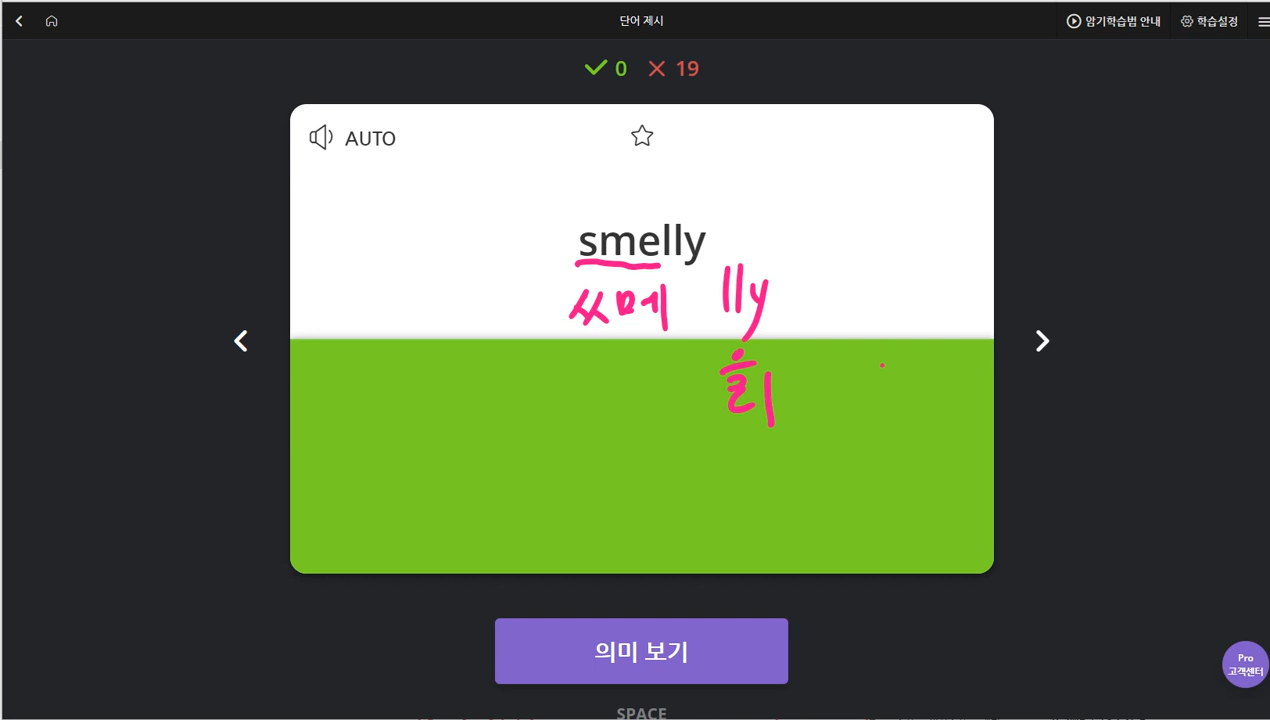 단어 제시
암기학습법 안내
학습설정
0
19
AUTO
smelly
쓰메
lly
의미 보기
Pro
고객센터
SPACE